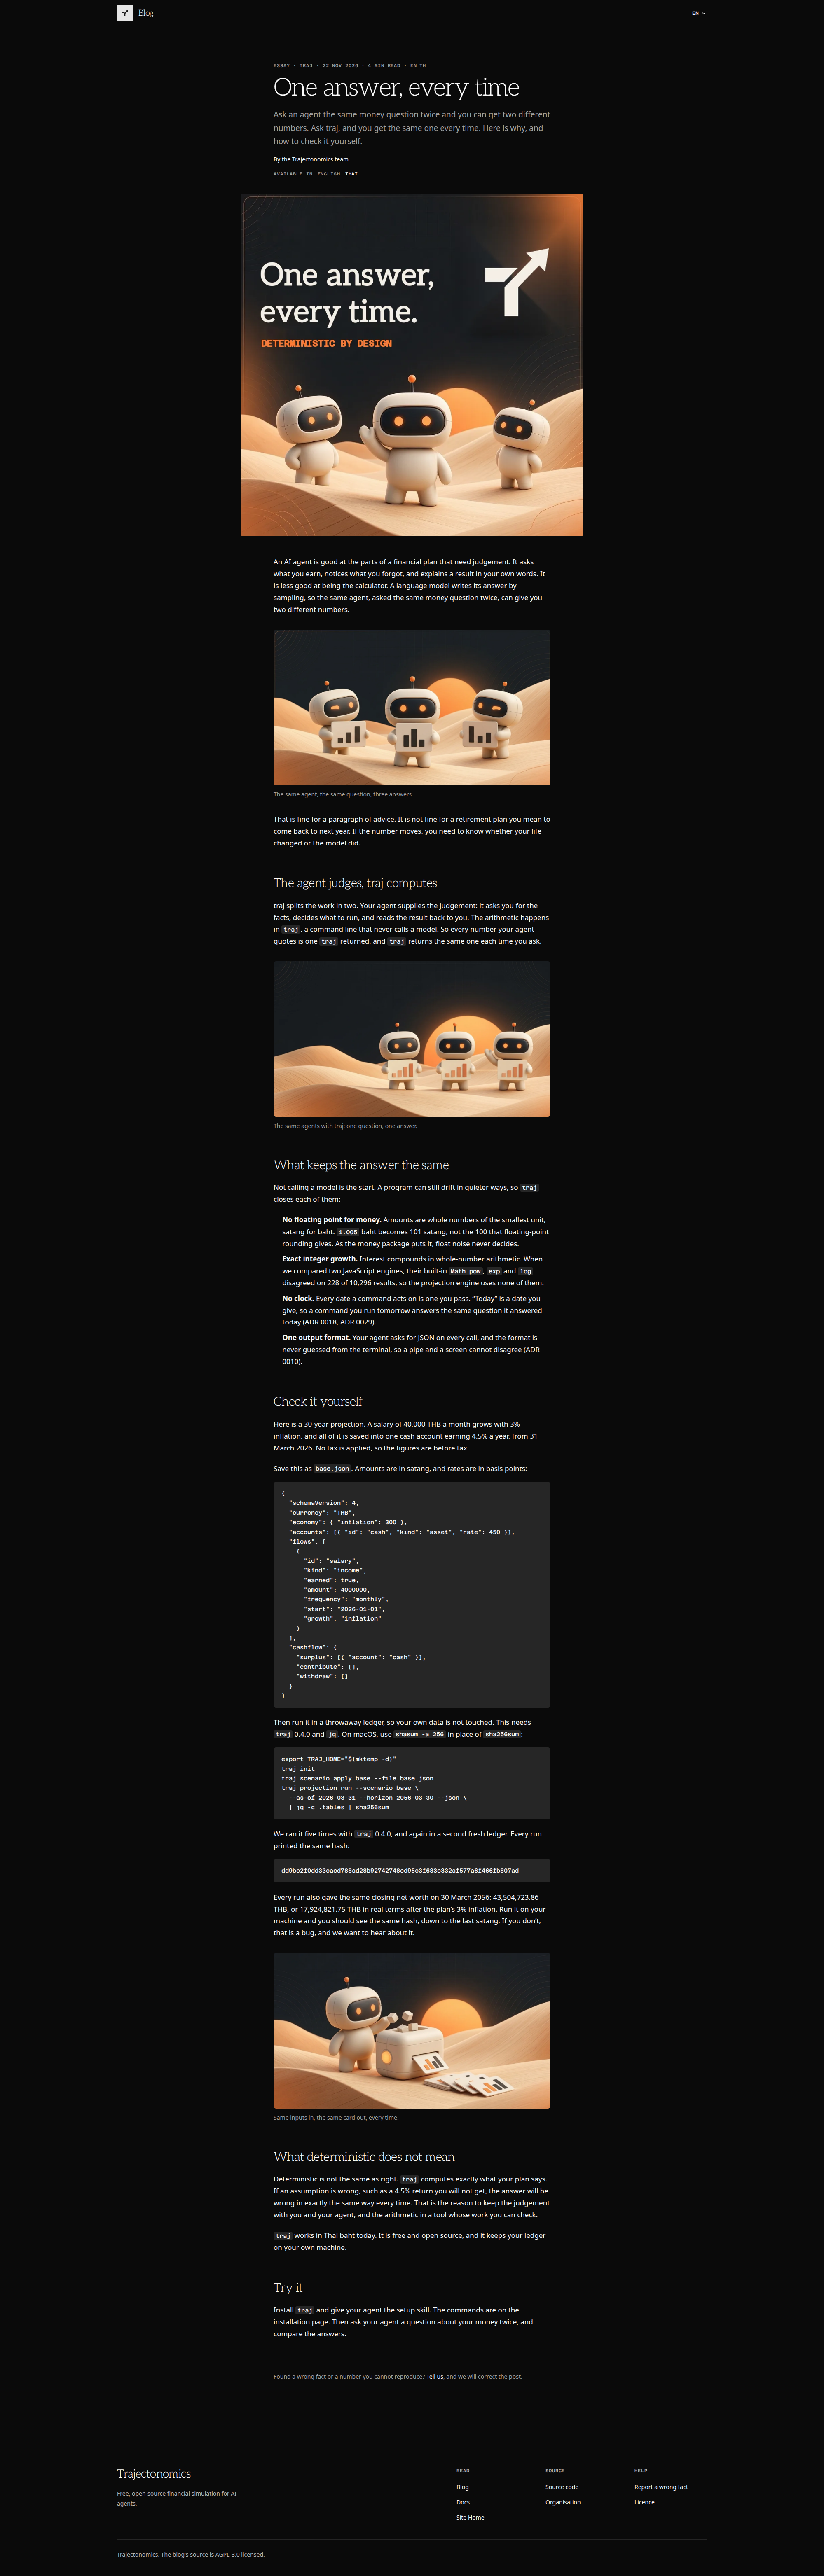 Blog
EN
ESSAY · TRAJ · 22 NOV 2026 · 4 MIN READ · EN TH
One answer, every time
Ask an agent the same money question twice and you can get two different
numbers. Ask traj, and you get the same one every time. Here is why, and
how to check it yourself.
By the Trajectonomics team
AVAILABLE IN ENGLISH THAI
One answer,
every time.
DETERMINISTIC BY DESIGN
An AI agent is good at the parts of a financial plan that need judgement. It asks
what you earn, notices what you forgot, and explains a result in your own words. It
is less good at being the calculator. A language model writes its answer by
sampling, so the same agent, asked the same money question twice, can give you
two different numbers.
The same agent, the same question, three answers.
That is fine for a paragraph of advice. It is not fine for a retirement plan you mean to
come back to next year. If the number moves, you need to know whether your life
changed or the model did.
The agent judges, traj computes
traj splits the work in two. Your agent supplies the judgement: it asks you for the
facts, decides what to run, and reads the result back to you. The arithmetic happens
in traj, a command line that never calls a model. So every number your agent
quotes is one traj returned, and traj returns the same one each time you ask.
The same agents with traj: one question, one answer.
What keeps the answer the same
Not calling a model is the start. A program can still drift in quieter ways, so traj
closes each of them:
No floating point for money. Amounts are whole numbers of the smallest unit,
satang for baht. 1.005 baht becomes 101 satang, not the 100 that floating-point
rounding gives. As the money package puts it, float noise never decides.
Exact integer growth. Interest compounds in whole-number arithmetic. When
we compared two JavaScript engines, their built-in Math.pow, exp and log
disagreed on 228 of 10,296 results, so the projection engine uses none of them.
No clock. Every date a command acts on is one you pass. “Today” is a date you
give, so a command you run tomorrow answers the same question it answered
today (ADR 0018, ADR 0029).
One output format. Your agent asks for JSON on every call, and the format is
never guessed from the terminal, so a pipe and a screen cannot disagree (ADR
0010).
Check it yourself
Here is a 30-year projection. A salary of 40,000 THB a month grows with 3%
inflation, and all of it is saved into one cash account earning 4.5% a year, from 31
March 2026. No tax is applied, so the figures are before tax.
Save this as base.json. Amounts are in satang, and rates are in basis points:
{
"schemaVersion": 4,
"currency": "THB",
"economy": { "inflation": 300 },
"accounts": [{ "id": "cash", "kind": "asset", "rate": 450 }],
"flows": [
{
"id": "salary",
"kind": "income",
"earned": true,
"amount": 4000000,
"frequency": "monthly",
"start": "2026-01-01",
"growth": "inflation"
}
],
"cashflow": {
"surplus": [{ "account": "cash" }],
"contribute": [],
"withdraw": []
}
}
Then run it in a throwaway ledger, so your own data is not touched. This needs
traj 0.4.0 and jq. On macOS, use shasum -a 256 in place of sha256sum:
export TRAJ_HOME="$(mktemp -d)"
traj init
traj scenario apply base --file base.json
traj projection run --scenario base \
--as-of 2026-03-31 --horizon 2056-03-30 --json \
| jq -c .tables | sha256sum
We ran it five times with traj 0.4.0, and again in a second fresh ledger. Every run
printed the same hash:
dd9bc2f0dd33caed788ad28b92742748ed95c3f683e332af577a6f466fb807ad
Every run also gave the same closing net worth on 30 March 2056: 43,504,723.86
THB, or 17,924,821.75 THB in real terms after the plan’s 3% inflation. Run it on your
machine and you should see the same hash, down to the last satang. If you don’t,
that is a bug, and we want to hear about it.
Same inputs in, the same card out, every time.
What deterministic does not mean
Deterministic is not the same as right. traj computes exactly what your plan says.
If an assumption is wrong, such as a 4.5% return you will not get, the answer will be
wrong in exactly the same way every time. That is the reason to keep the judgement
with you and your agent, and the arithmetic in a tool whose work you can check.
traj works in Thai baht today. It is free and open source, and it keeps your ledger
on your own machine.
Try it
Install traj and give your agent the setup skill. The commands are on the
installation page. Then ask your agent a question about your money twice, and
compare the answers.
Found a wrong fact or a number you cannot reproduce? Tell us, and we will correct the post.
Trajectonomics
Free, open-source financial simulation for AI
agents.
READ
Blog
Docs
Site Home
SOURCE
Source code
Organisation
HELP
Report a wrong fact
Licence
Trajectonomics. The blog’s source is AGPL-3.0 licensed.